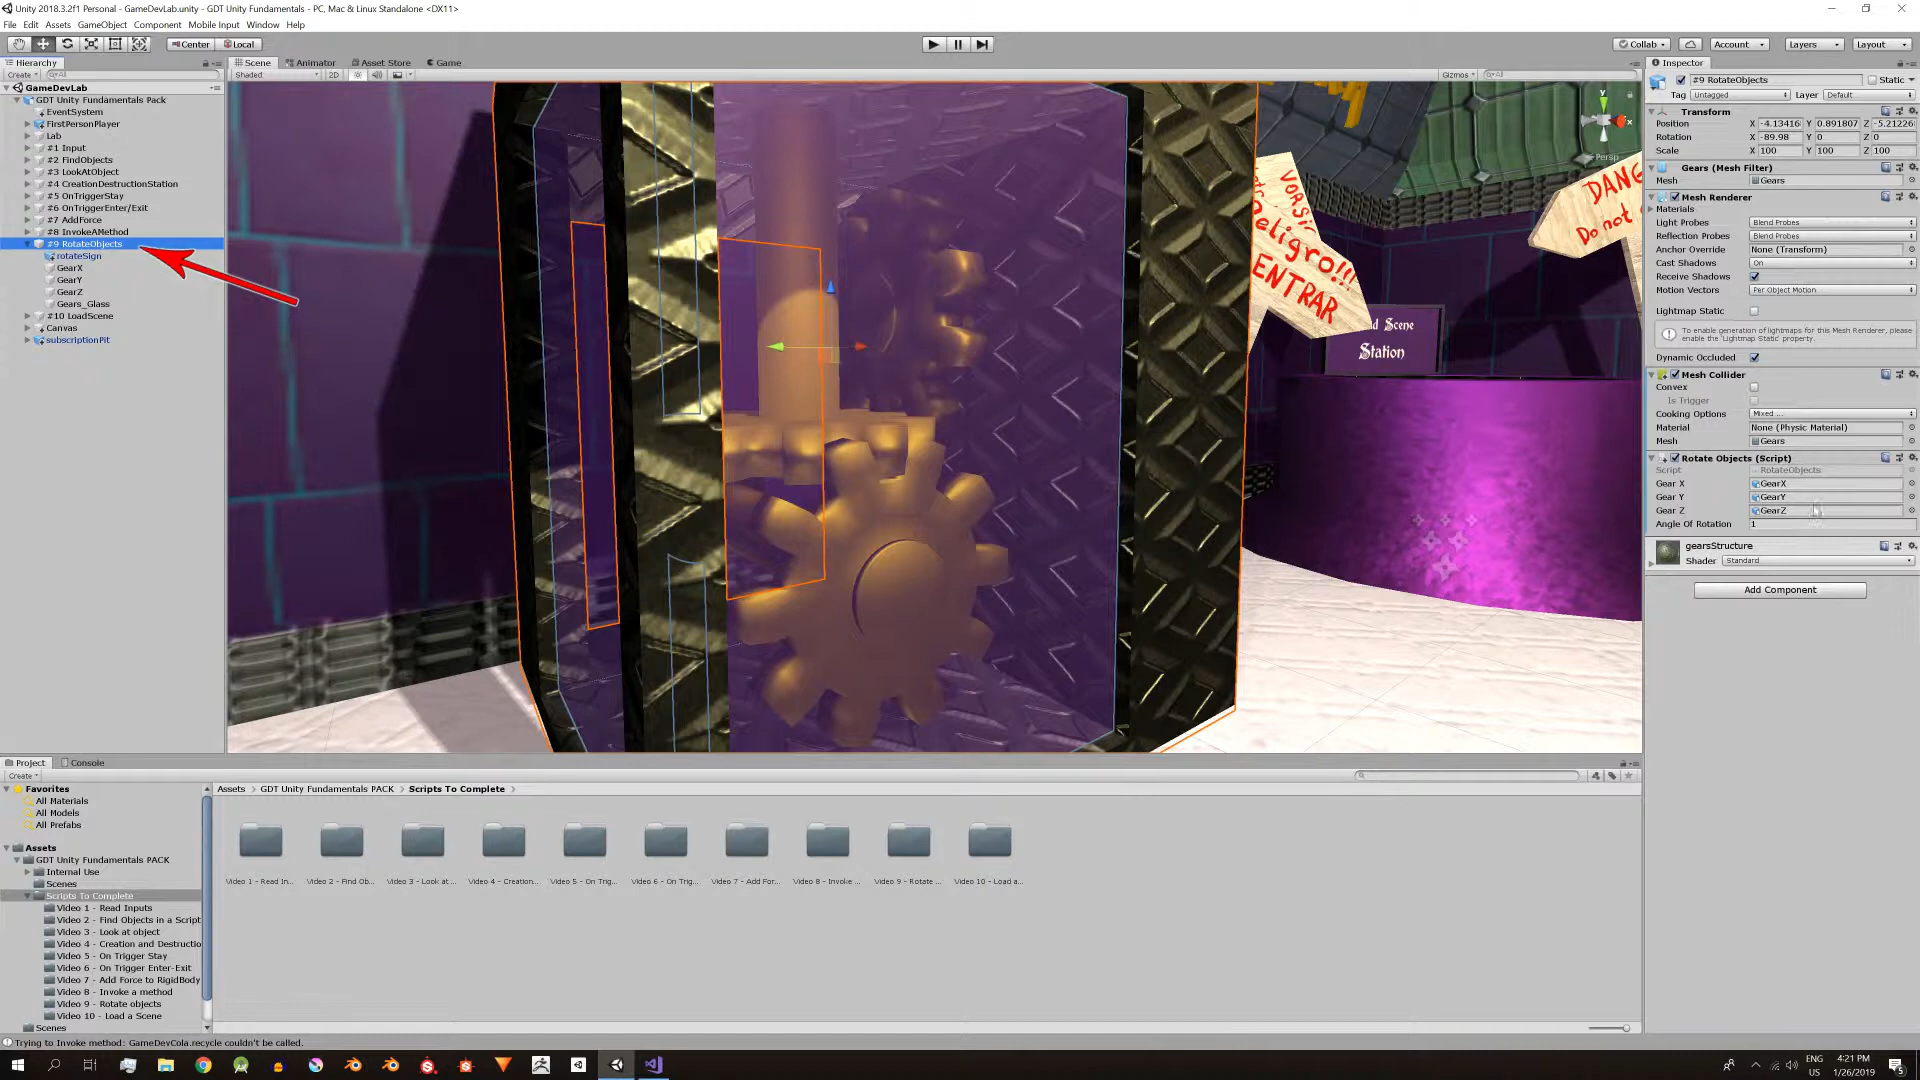 Unity 2018.3.2f1 Personal - GameDevLab.unity - GDT Unity Fundamentals - PC, Mac & Linux Standalone <DX11>
File Edit Assets GameObject Component Mobile Input Window Help
Center Local
Collab Account Layers Layout
Hierarchy
Create All
GameDevLab
GDT Unity Fundamentals Pack
EventSystem
FirstPersonPlayer
Lab
#1 Input
#2 FindObjects
#3 LookAtObject
#4 CreationDestructionStation
#5 OnTriggerStay
#6 OnTriggerEnter/Exit
#7 AddForce
#8 InvokeAMethod
#9 RotateObjects
rotateSign
GearX
GearY
GearZ
Gears_Glass
#10 LoadScene
Canvas
subscriptionPit
Scene Animator Asset Store Game
Shaded 2D Gizmos All
Y
X
Persp
VORSI
eligro!!!
ENTRAR
DANG
Do not
d Scene
Station
Inspector
#9 RotateObjects Static
Tag Untagged Layer Default
Transform
Position X -4.13416 Y 0.891807 Z -5.21226
Rotation X -89.98 Y 0 Z 0
Scale X 100 Y 100 Z 100
Gears (Mesh Filter)
Mesh Gears
Mesh Renderer
Materials
Light Probes Blend Probes
Reflection Probes Blend Probes
Anchor Override None (Transform)
Cast Shadows On
Receive Shadows
Motion Vectors Per Object Motion
Lightmap Static
To enable generation of lightmaps for this Mesh Renderer, please
enable the 'Lightmap Static' property.
Dynamic Occluded
Mesh Collider
Convex
Is Trigger
Cooking Options Mixed ...
Material None (Physic Material)
Mesh Gears
Rotate Objects (Script)
Script RotateObjects
Gear X GearX
Gear Y GearY
Gear Z GearZ
Angle Of Rotation 1
gearsStructure
Shader Standard
Add Component
Project Console
Create
Favorites
All Materials
All Models
All Prefabs
Assets
GDT Unity Fundamentals PACK
Internal Use
Scenes
Scripts To Complete
Video 1 - Read Inputs
Video 2 - Find Objects in a Script
Video 3 - Look at object
Video 4 - Creation and Destructio
Video 5 - On Trigger Stay
Video 6 - On Trigger Enter-Exit
Video 7 - Add Force to RigidBody
Video 8 - Invoke a method
Video 9 - Rotate objects
Video 10 - Load a Scene
Scenes
Assets > GDT Unity Fundamentals PACK > Scripts To Complete >
Video 1 - Read In... Video 2 - Find Ob... Video 3 - Look at ... Video 4 - Creation... Video 5 - On Trig... Video 6 - On Trig... Video 7 - Add For... Video 8 - Invoke ... Video 9 - Rotate ... Video 10 - Load a...
Trying to Invoke method: GameDevCola.recycle couldn't be called.
ENG
US
4:21 PM
1/26/2019
5